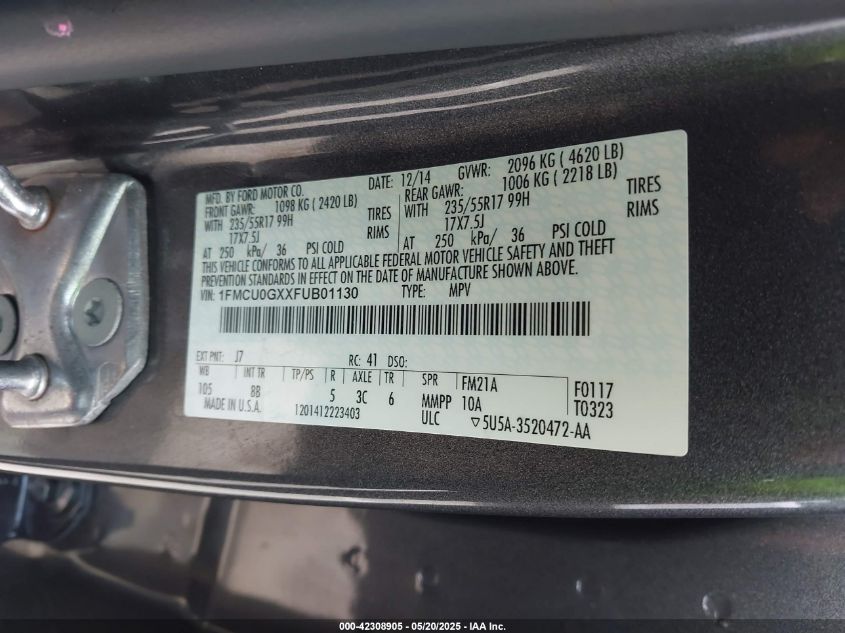 MFD. BY FORD MOTOR CO. DATE: 12/14 GVWR: 2096 KG ( 4620 LB)
FRONT GAWR: 1098 KG ( 2420 LB) REAR GAWR: 1006 KG ( 2218 LB)
WITH 235/55R17 99H TIRES WITH 235/55R17 99H TIRES
17X7.5J RIMS 17X7.5J RIMS
AT 250 kPa/ 36 PSI COLD AT 250 kPa/ 36 PSI COLD
THIS VEHICLE CONFORMS TO ALL APPLICABLE FEDERAL MOTOR VEHICLE SAFETY AND THEFT
PREVENTION STANDARDS IN EFFECT ON THE DATE OF MANUFACTURE SHOWN ABOVE.
VIN: 1FMCU0GXXFUB01130 TYPE: MPV
EXT PNT: J7 RC: 41 DSO:
WB INT TR TP/PS R AXLE TR SPR FM21A F0117
105 8B 5 3C 6 MMPP 10A T0323
MADE IN U.S.A. 1201412223403 ULC ▽5U5A-3520472-AA
000-42308905 - 05/20/2025 - IAA Inc.